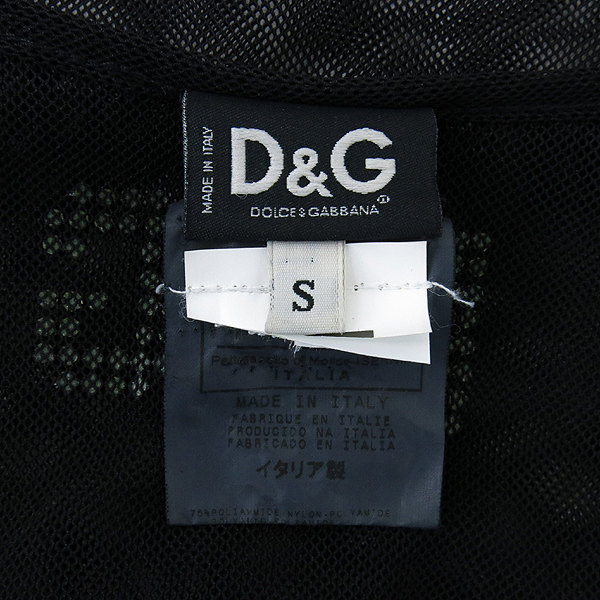 MADE IN ITALY
D&G
DOLCE&GABBANA
S
ITALIA
MADE IN ITALY
FABRIQUE EN ITALIE
PRODUCIDO NA ITALIA
FABRICADO EN ITALIA
イタリア製